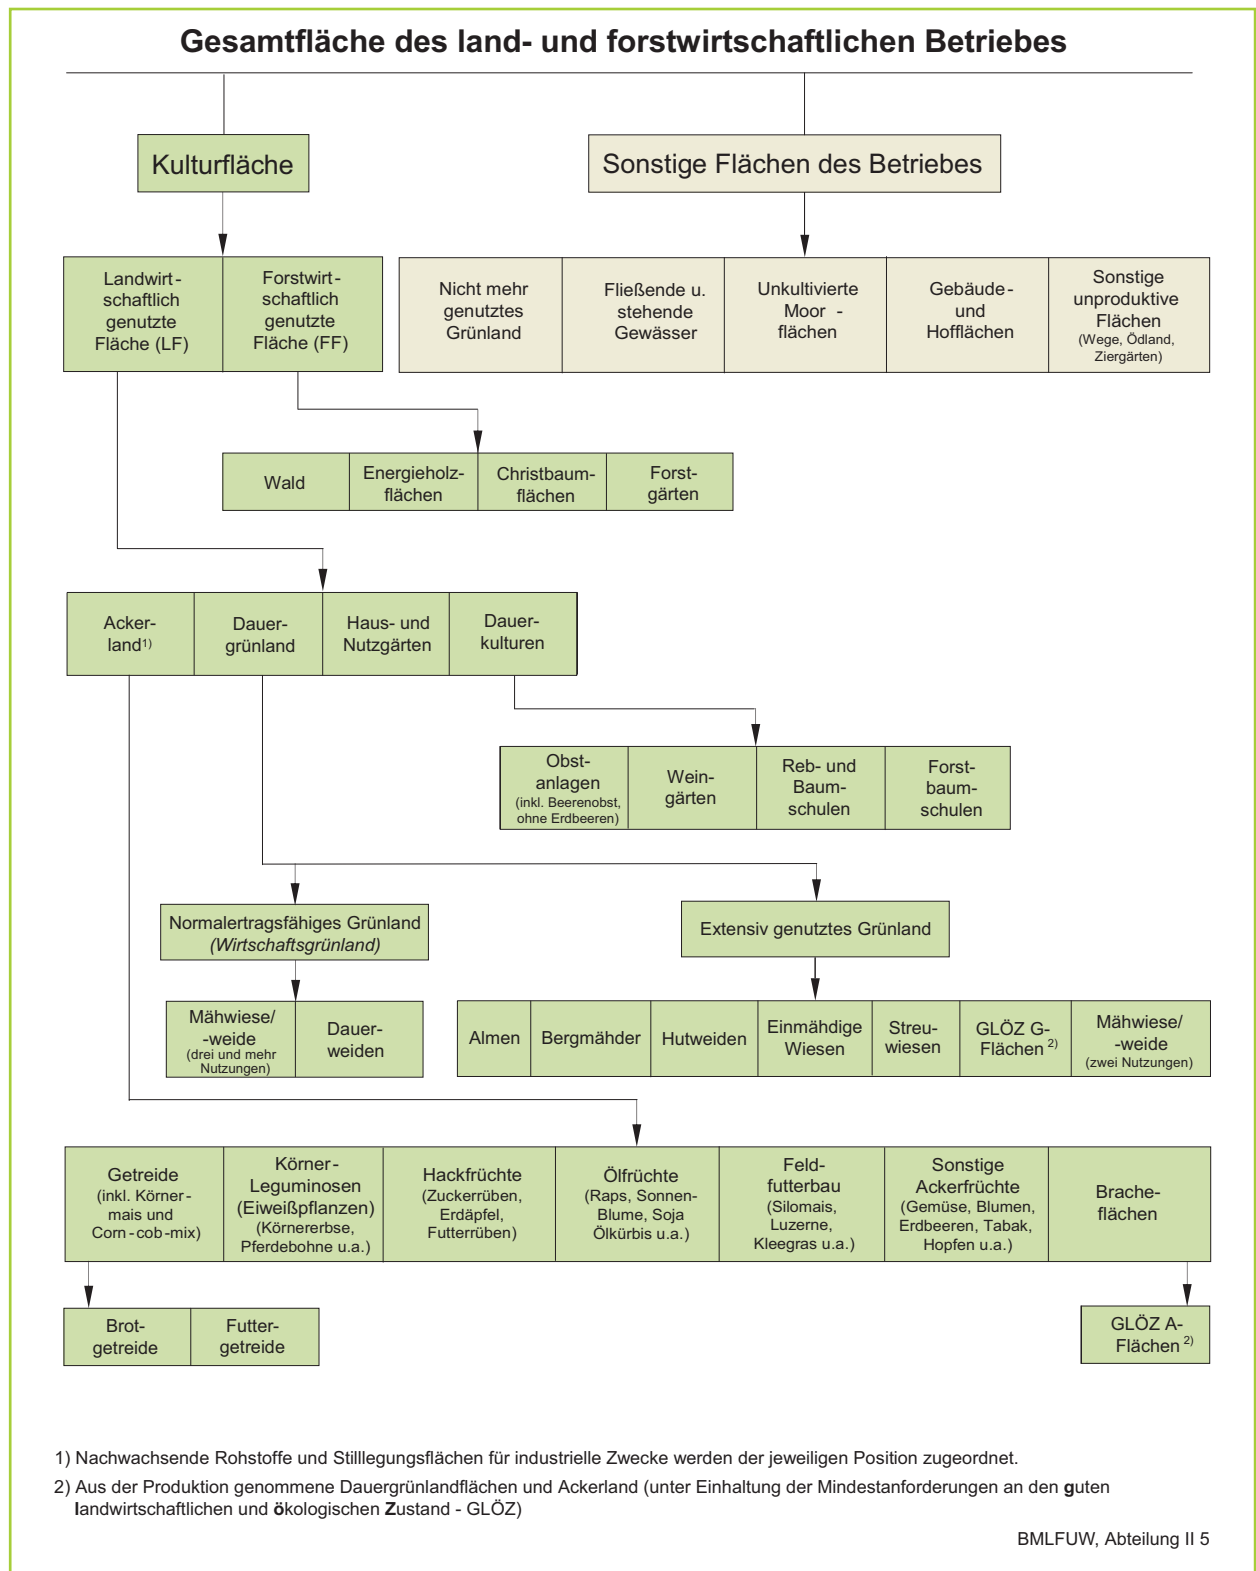 Gesamtfläche des land- und forstwirtschaftlichen Betriebes
Kulturfläche
Sonstige Flächen des Betriebes
Landwirt-
schaftlich
genutzte
Fläche (LF)
Forstwirt-
schaftlich
genutzte
Fläche (FF)
Nicht mehr
genutztes
Grünland
Fließende u.
stehende
Gewässer
Unkultivierte
Moor -
flächen
Gebäude-
und
Hofflächen
Sonstige
unproduktive
Flächen
(Wege, Ödland,
Ziergärten)
Wald
Energieholz-
flächen
Christbaum-
flächen
Forst-
gärten
Acker-
land1)
Dauer-
grünland
Haus- und
Nutzgärten
Dauer-
kulturen
Obst-
anlagen
(inkl. Beerenobst,
ohne Erdbeeren)
Wein-
gärten
Reb- und
Baum-
schulen
Forst-
baum-
schulen
Normalertragsfähiges Grünland
(Wirtschaftsgrünland)
Extensiv genutztes Grünland
Mähwiese/
-weide
(drei und mehr
Nutzungen)
Dauer-
weiden
Almen
Bergmähder
Hutweiden
Einmähdige
Wiesen
Streu-
wiesen
GLÖZ G-
Flächen 2)
Mähwiese/
-weide
(zwei Nutzungen)
Getreide
(inkl. Körner-
mais und
Corn-cob-mix)
Körner-
Leguminosen
(Eiweißpflanzen)
(Körnererbse,
Pferdebohne u.a.)
Hackfrüchte
(Zuckerrüben,
Erdäpfel,
Futterrüben)
Ölfrüchte
(Raps, Sonnen-
Blume, Soja
Ölkürbis u.a.)
Feld-
futterbau
(Silomais,
Luzerne,
Kleegras u.a.)
Sonstige
Ackerfrüchte
(Gemüse, Blumen,
Erdbeeren, Tabak,
Hopfen u.a.)
Brache-
flächen
Brot-
getreide
Futter-
getreide
GLÖZ A-
Flächen 2)
1) Nachwachsende Rohstoffe und Stilllegungsflächen für industrielle Zwecke werden der jeweiligen Position zugeordnet.
2) Aus der Produktion genommene Dauergrünlandflächen und Ackerland (unter Einhaltung der Mindestanforderungen an den guten
landwirtschaftlichen und ökologischen Zustand - GLÖZ)
BMLFUW, Abteilung II 5